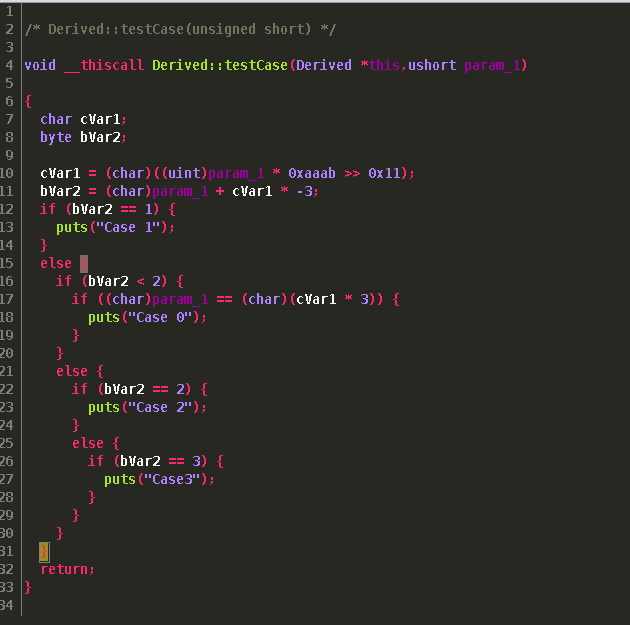 1
2 /* Derived::testCase(unsigned short) */
3
4 void __thiscall Derived::testCase(Derived *this,ushort param_1)
5
6 {
7   char cVar1;
8   byte bVar2;
9
10   cVar1 = (char)((uint)param_1 * 0xaaab >> 0x11);
11   bVar2 = (char)param_1 + cVar1 * -3;
12   if (bVar2 == 1) {
13     puts("Case 1");
14   }
15   else {
16     if (bVar2 < 2) {
17       if ((char)param_1 == (char)(cVar1 * 3)) {
18         puts("Case 0");
19       }
20     }
21     else {
22       if (bVar2 == 2) {
23         puts("Case 2");
24       }
25       else {
26         if (bVar2 == 3) {
27           puts("Case3");
28         }
29       }
30     }
31   }
32   return;
33 }
34